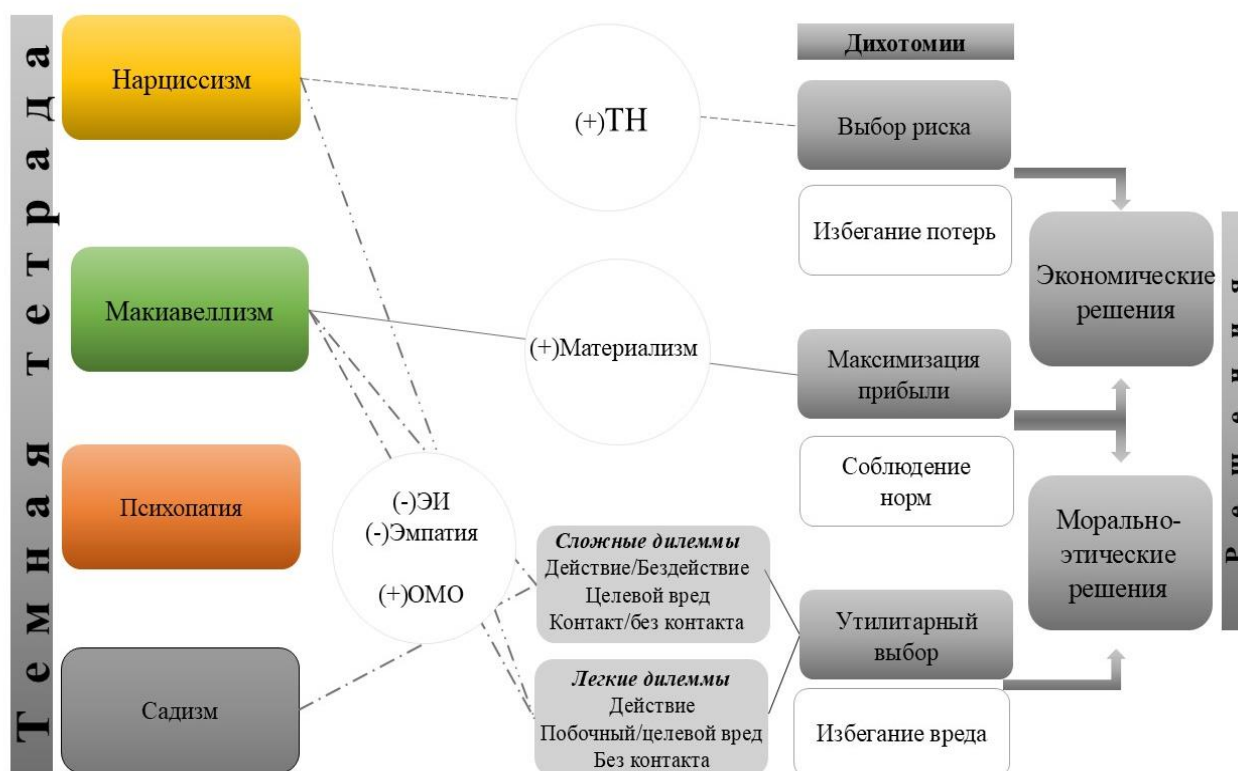 Темная тетрада
Нарциссизм
Макиавеллизм
Психопатия
Садизм
(+)ТН
(+)Материализм
(-)ЭИ
(-)Эмпатия
(+)ОМО
Сложные дилеммы
Действие/Бездействие
Целевой вред
Контакт/без контакта
Легкие дилеммы
Действие
Побочный/целевой вред
Без контакта
Дихотомии
Выбор риска
Избегание потерь
Максимизация
прибыли
Соблюдение
норм
Утилитарный
выбор
Избегание вреда
Экономические
решения
Морально-
этические
решения
Решения